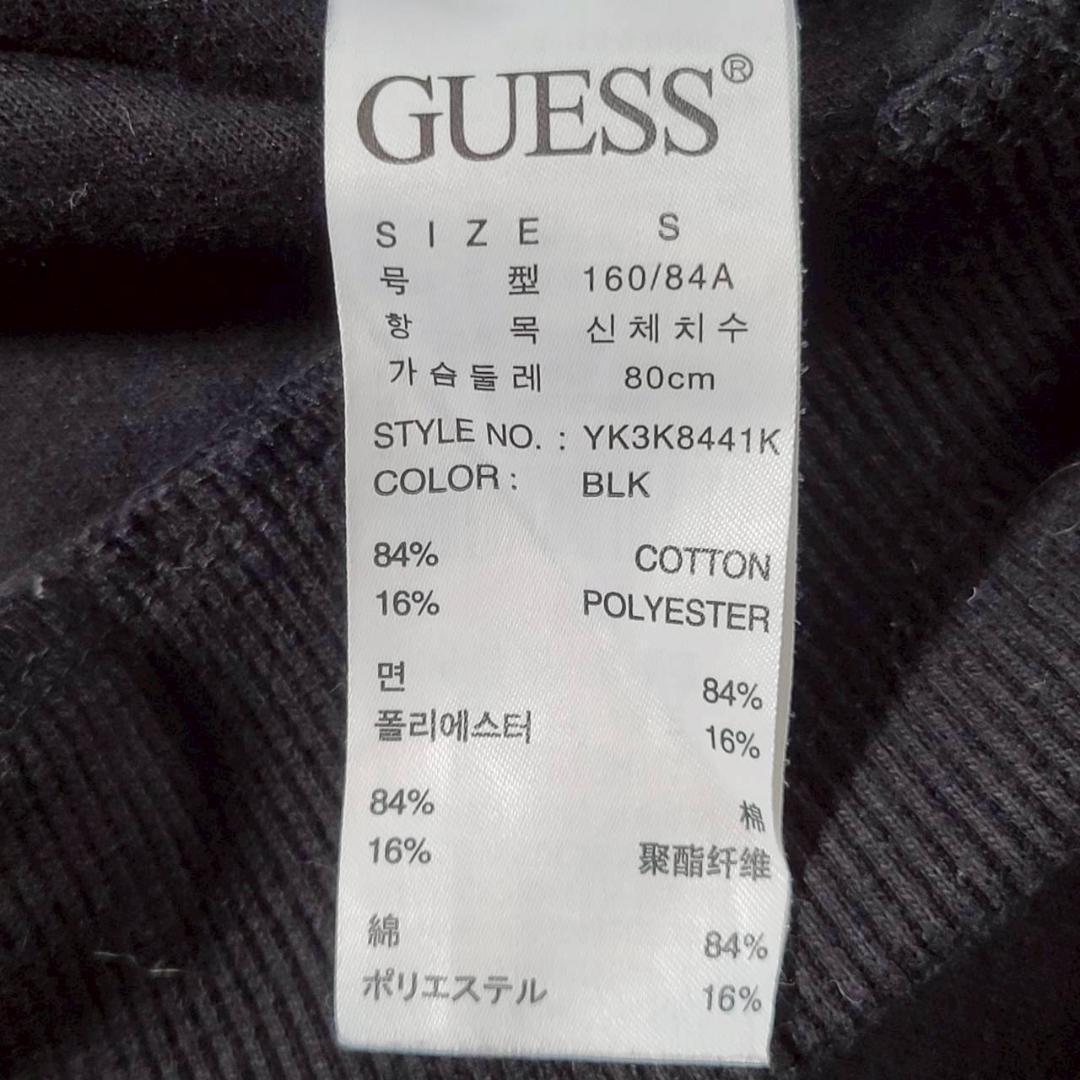 GUESS®
SIZE S
号型 160/84A
항목 신체치수
가슴둘레 80cm
STYLE NO. : YK3K8441K
COLOR : BLK
84% COTTON
16% POLYESTER
면 84%
폴리에스터 16%
84% 棉
16% 聚酯纤维
綿 84%
ポリエステル 16%